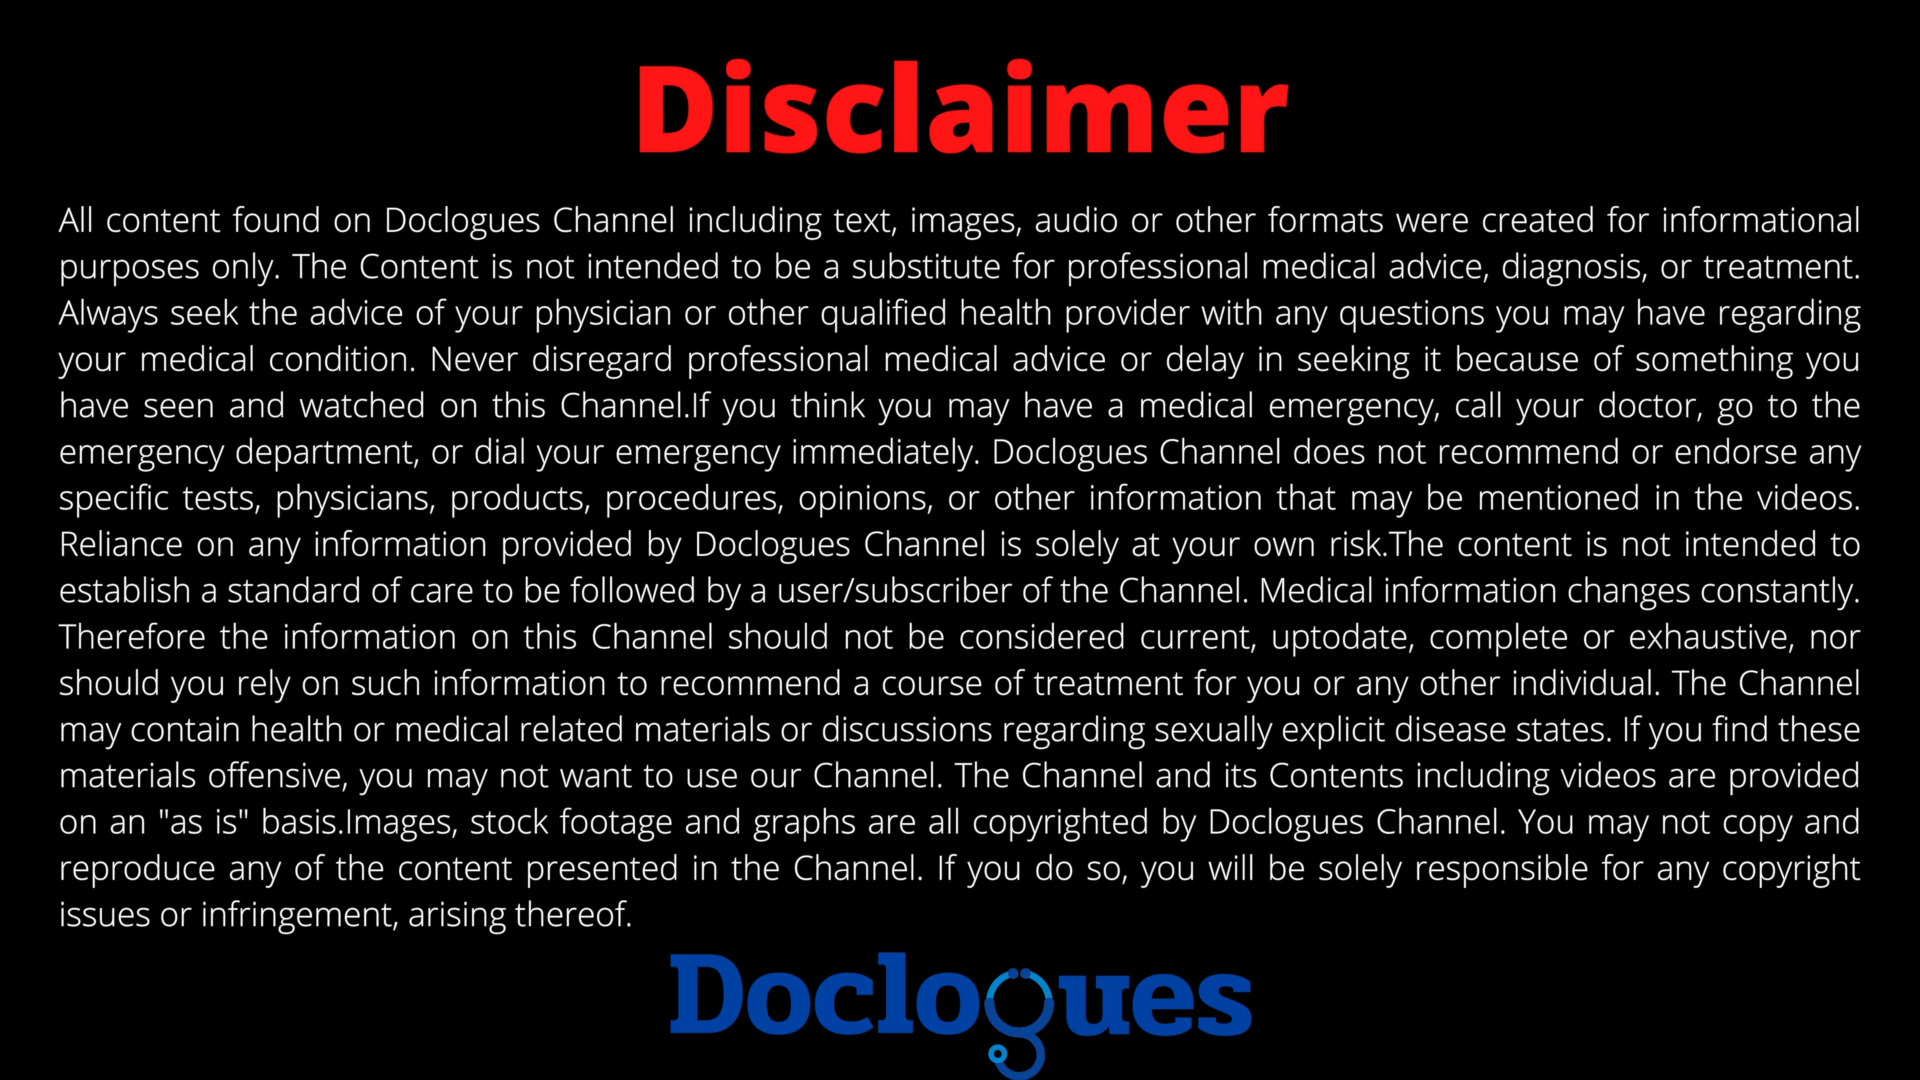 Disclaimer
All content found on Doclogues Channel including text, images, audio or other formats were created for informational
purposes only. The Content is not intended to be a substitute for professional medical advice, diagnosis, or treatment.
Always seek the advice of your physician or other qualified health provider with any questions you may have regarding
your medical condition. Never disregard professional medical advice or delay in seeking it because of something you
have seen and watched on this Channel.If you think you may have a medical emergency, call your doctor, go to the
emergency department, or dial your emergency immediately. Doclogues Channel does not recommend or endorse any
specific tests, physicians, products, procedures, opinions, or other information that may be mentioned in the videos.
Reliance on any information provided by Doclogues Channel is solely at your own risk.The content is not intended to
establish a standard of care to be followed by a user/subscriber of the Channel. Medical information changes constantly.
Therefore the information on this Channel should not be considered current, uptodate, complete or exhaustive, nor
should you rely on such information to recommend a course of treatment for you or any other individual. The Channel
may contain health or medical related materials or discussions regarding sexually explicit disease states. If you find these
materials offensive, you may not want to use our Channel. The Channel and its Contents including videos are provided
on an "as is" basis.Images, stock footage and graphs are all copyrighted by Doclogues Channel. You may not copy and
reproduce any of the content presented in the Channel. If you do so, you will be solely responsible for any copyright
issues or infringement, arising thereof.
Doclogues